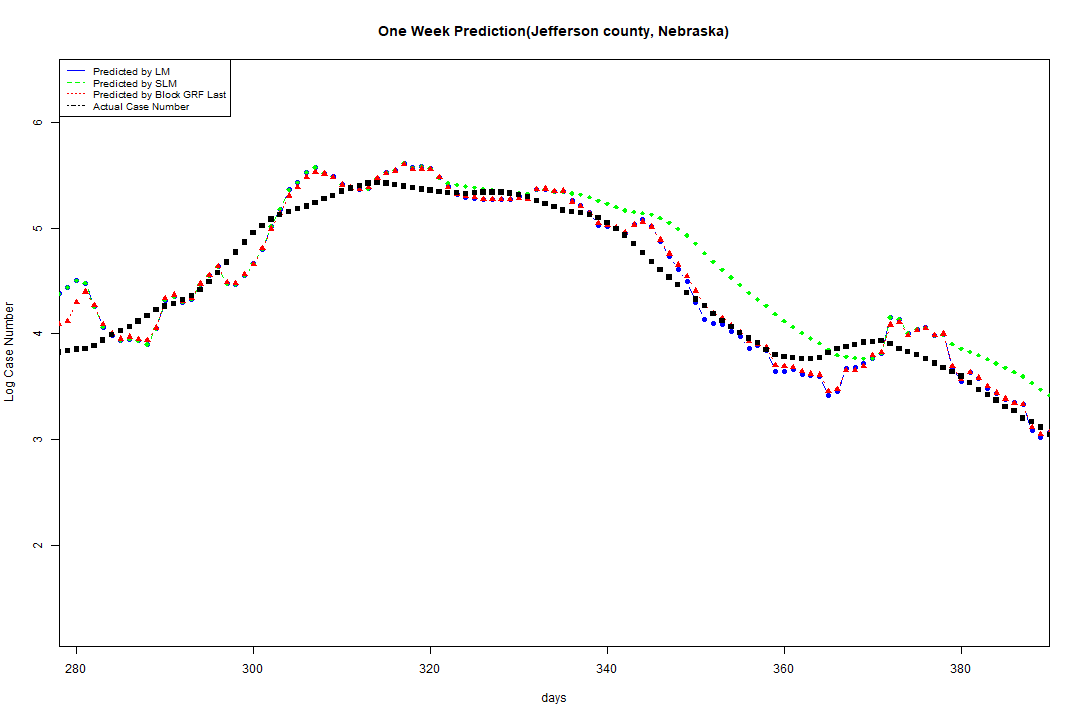 One Week Prediction(Jefferson county, Nebraska)
Predicted by LM
Predicted by SLM
Predicted by Block GRF Last
Actual Case Number
6
5
4
3
2
Log Case Number
280
300
320
340
360
380
days